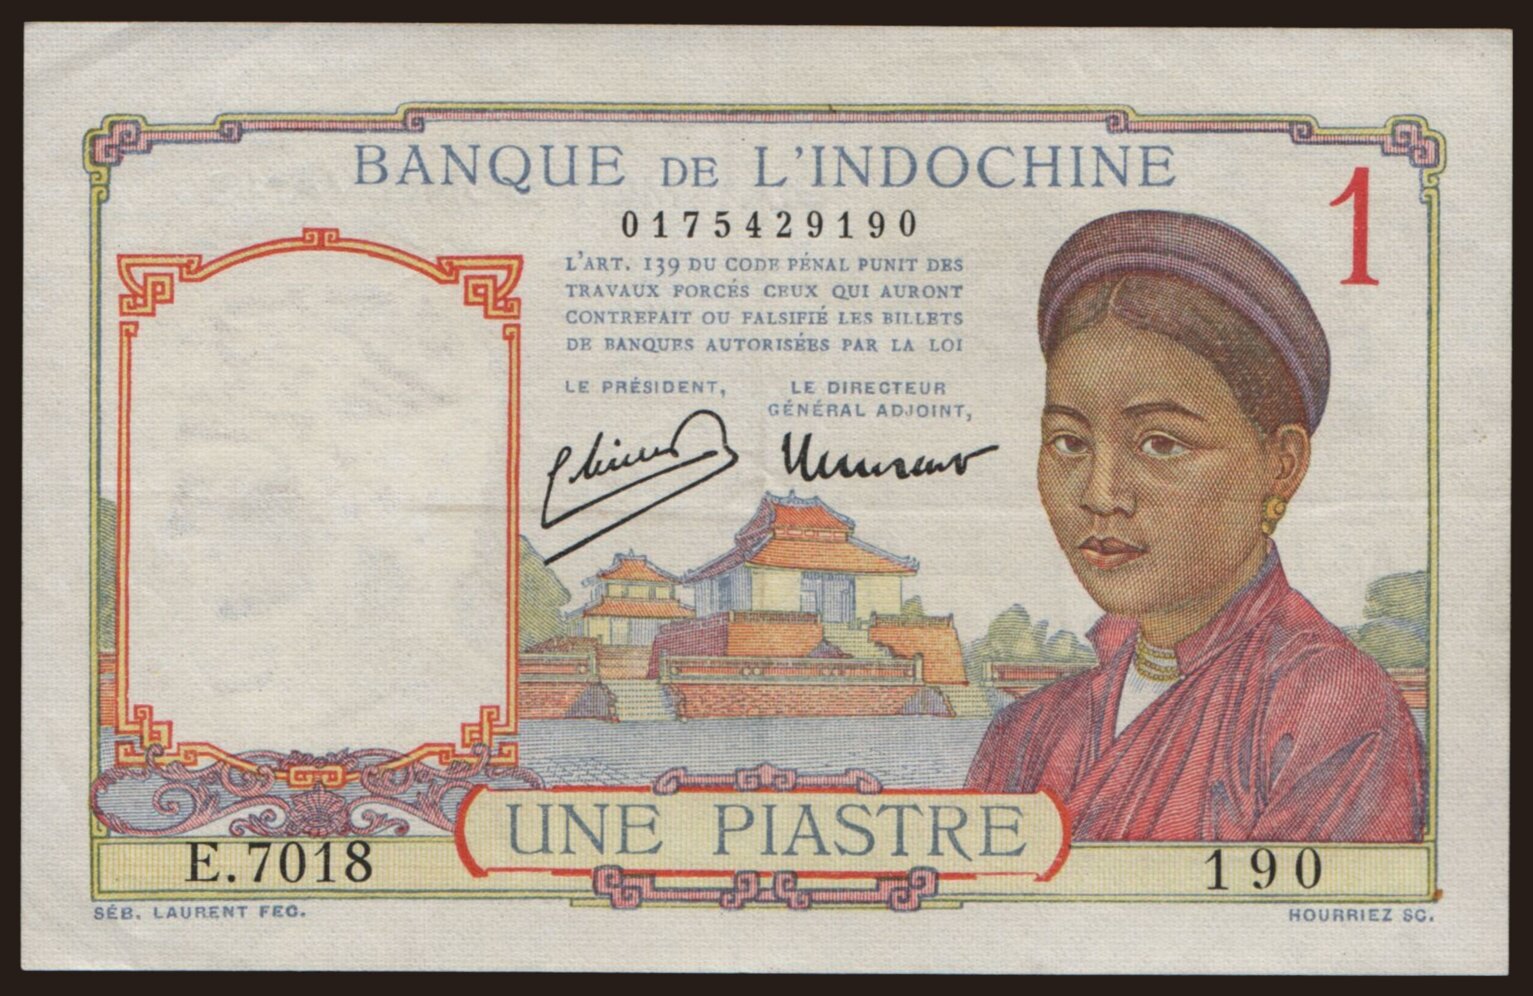 BANQUE DE L'INDOCHINE
1
0175429190
L'ART. 139 DU CODE PÉNAL PUNIT DES
TRAVAUX FORCÉS CEUX QUI AURONT
CONTREFAIT OU FALSIFIÉ LES BILLETS
DE BANQUES AUTORISÉES PAR LA LOI
LE PRÉSIDENT,
LE DIRECTEUR
GÉNÉRAL ADJOINT,
UNE PIASTRE
E.7018
190
SÉB. LAURENT FEC.
HOURRIEZ SC.